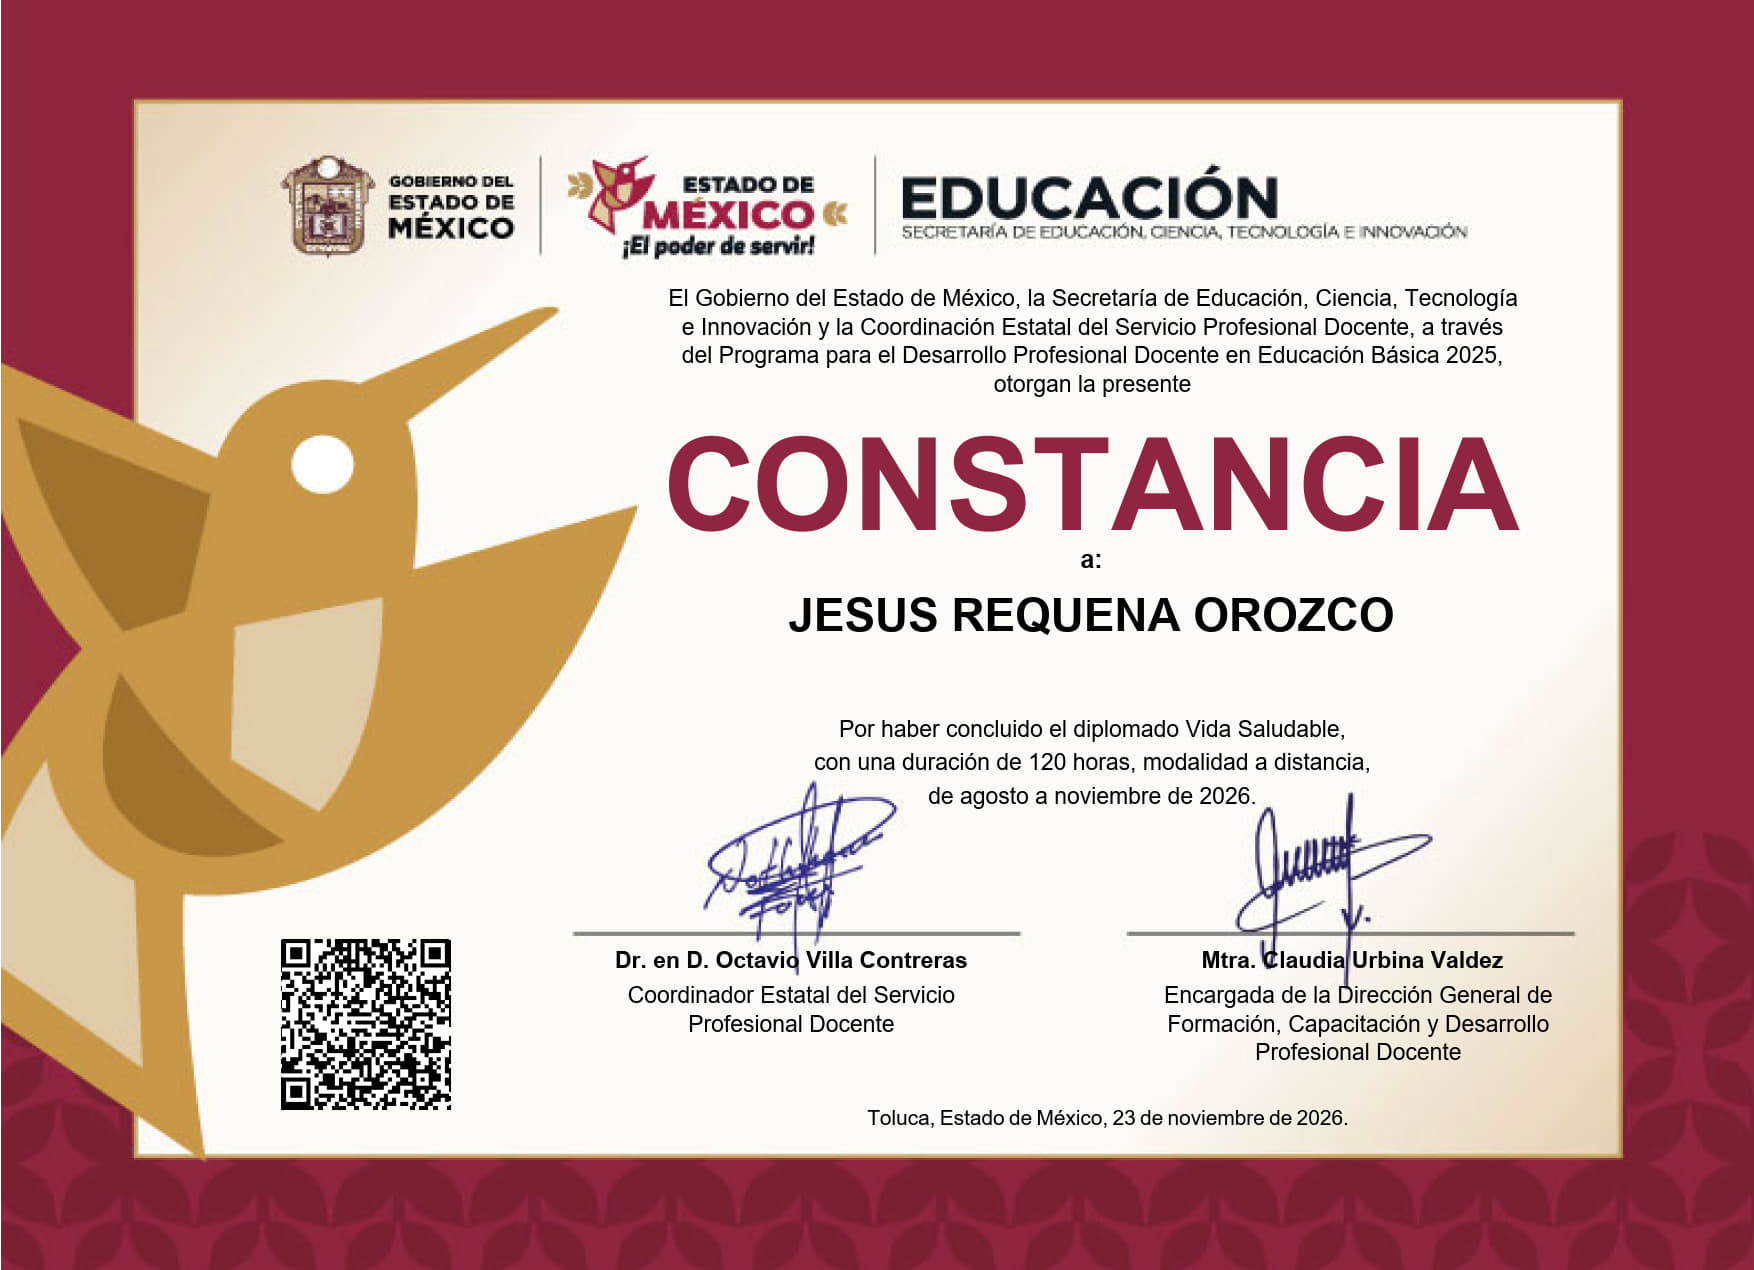 GOBIERNO DEL
ESTADO DE
MÉXICO
ESTADO DE
MÉXICO
¡El poder de servir!
EDUCACIÓN
SECRETARÍA DE EDUCACIÓN, CIENCIA, TECNOLOGÍA E INNOVACIÓN
El Gobierno del Estado de México, la Secretaría de Educación, Ciencia, Tecnología
e Innovación y la Coordinación Estatal del Servicio Profesional Docente, a través
del Programa para el Desarrollo Profesional Docente en Educación Básica 2025,
otorgan la presente
CONSTANCIA
a:
JESUS REQUENA OROZCO
Por haber concluido el diplomado Vida Saludable,
con una duración de 120 horas, modalidad a distancia,
de agosto a noviembre de 2026.
Dr. en D. Octavio Villa Contreras
Coordinador Estatal del Servicio
Profesional Docente
Mtra. Claudia Urbina Valdez
Encargada de la Dirección General de
Formación, Capacitación y Desarrollo
Profesional Docente
Toluca, Estado de México, 23 de noviembre de 2026.